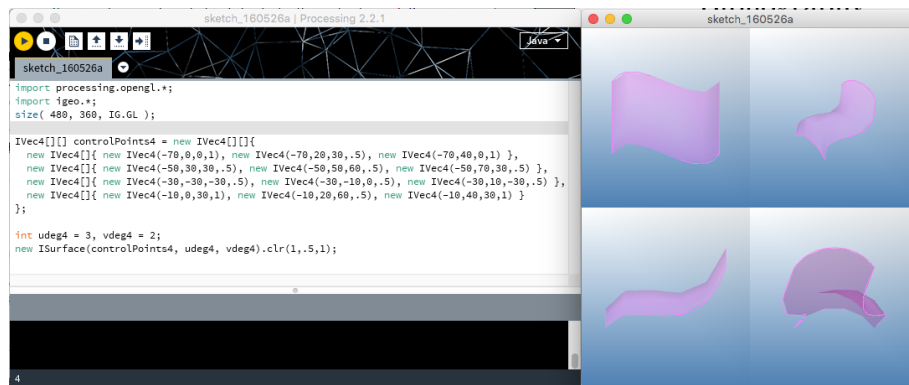 sketch_160526a | Processing 2.2.1
Java
sketch_160526a
import processing.opengl.*;
import igeo.*;
size( 480, 360, IG.GL );
IVec4[][] controlPoints4 = new IVec4[][]{
new IVec4[]{ new IVec4(-70,0,0,1), new IVec4(-70,20,30,.5), new IVec4(-70,40,0,1) },
new IVec4[]{ new IVec4(-50,30,30,.5), new IVec4(-50,50,60,.5), new IVec4(-50,70,30,.5) },
new IVec4[]{ new IVec4(-30,-30,-30,.5), new IVec4(-30,-10,0,.5), new IVec4(-30,10,-30,.5) },
new IVec4[]{ new IVec4(-10,0,30,1), new IVec4(-10,20,60,.5), new IVec4(-10,40,30,1) }
};
int udeg4 = 3, vdeg4 = 2;
new ISurface(controlPoints4, udeg4, vdeg4).clr(1,.5,1);
4
sketch_160526a